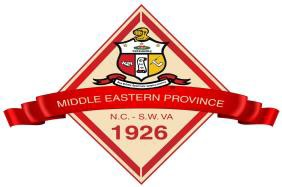 MIDDLE EASTERN PROVINCE
N.C. - S.W. VA
1926